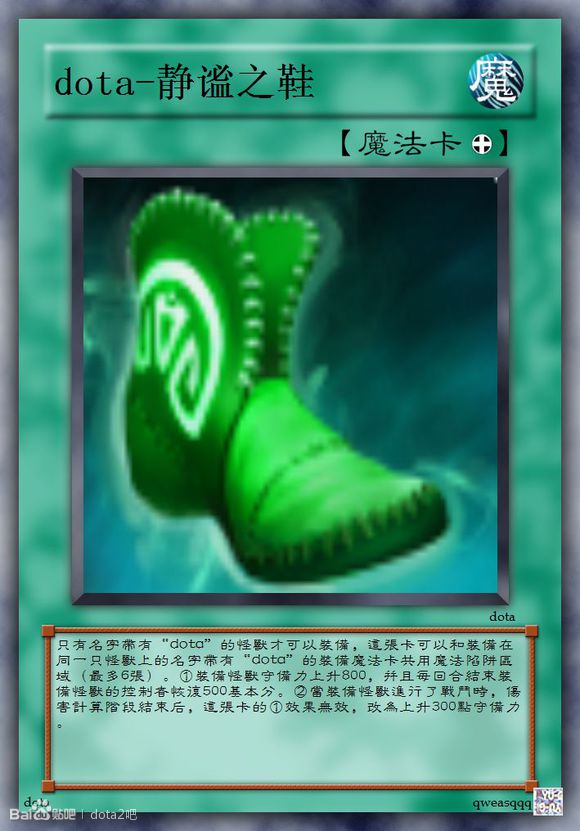 dota-静谧之鞋
魔
【魔法卡】
dota
只有名字帶有“dota”的怪獸才可以裝備，這張卡可以和裝備在
同一只怪獸上的名字帶有“dota”的裝備魔法卡共用魔法陷阱區
域（最多6張）。①裝備怪獸守備力上升800，并且每回合結束裝
備怪獸的控制者恢復500基本分。②當裝備怪獸進行了戰鬥時，傷
害計算階段結束后，這張卡的①效果無效，改為上升300點守備力
。
dota
qweasqqq
Bai 贴吧 | dota2吧